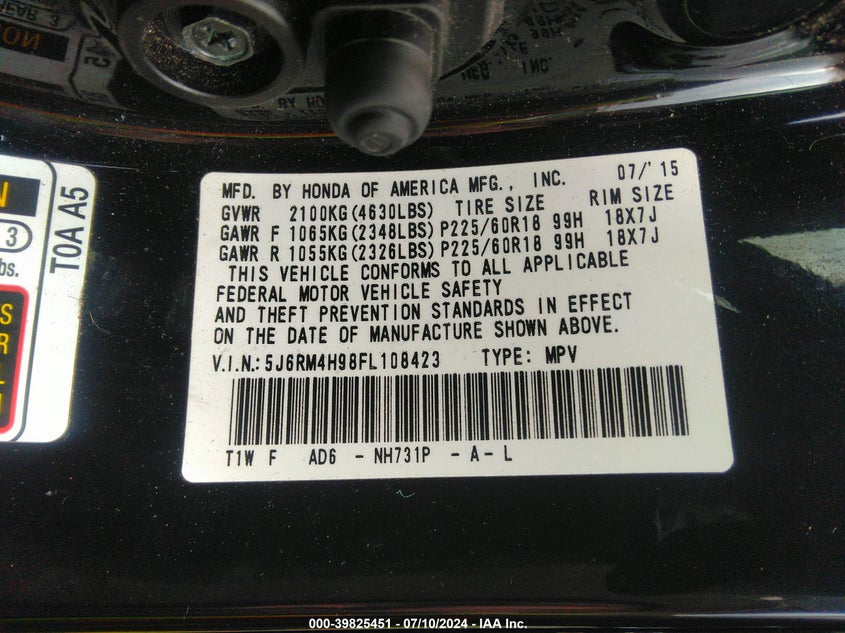 MFD. BY HONDA OF AMERICA MFG., INC. 07/'15
GVWR 2100KG(4630LBS) TIRE SIZE RIM SIZE
GAWR F 1065KG(2348LBS) P225/60R18 99H 18X7J
GAWR R 1055KG(2326LBS) P225/60R18 99H 18X7J
THIS VEHICLE CONFORMS TO ALL APPLICABLE
FEDERAL MOTOR VEHICLE SAFETY
AND THEFT PREVENTION STANDARDS IN EFFECT
ON THE DATE OF MANUFACTURE SHOWN ABOVE.
V.I.N.: 5J6RM4H98FL108423 TYPE: MPV
T1W F AD6 - NH731P - A - L
T0A A5
N
3
bs.
S
R
L
000-39825451 - 07/10/2024 - IAA Inc.